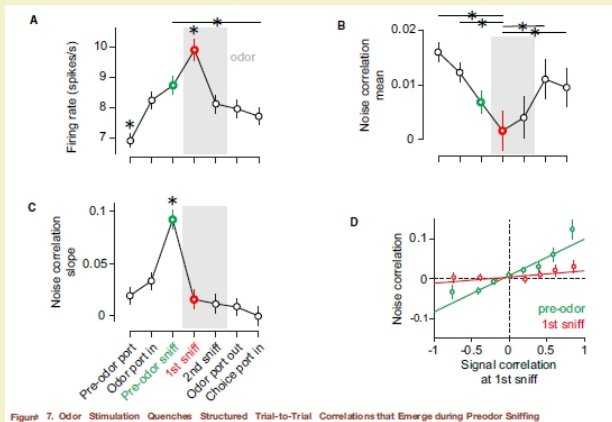 A
Firing rate (spikes/s)
10
9
8
7
*
*
*
odor
B
Noise correlation
mean
0.02
0.01
0
*
*
*
*
C
Noise correlation
slope
0.1
0.05
0
*
Pre-odor port
Odor port in
Pre-odor sniff
1st sniff
2nd sniff
Odor port out
Choice port in
D
Noise correlation
0.1
0
-0.1
pre-odor
1st sniff
-1 -0.5 0 0.5 1
Signal correlation
at 1st sniff
Figure 7. Odor Stimulation Quenches Structured Trial-to-Trial Correlations that Emerge during Preodor Sniffing